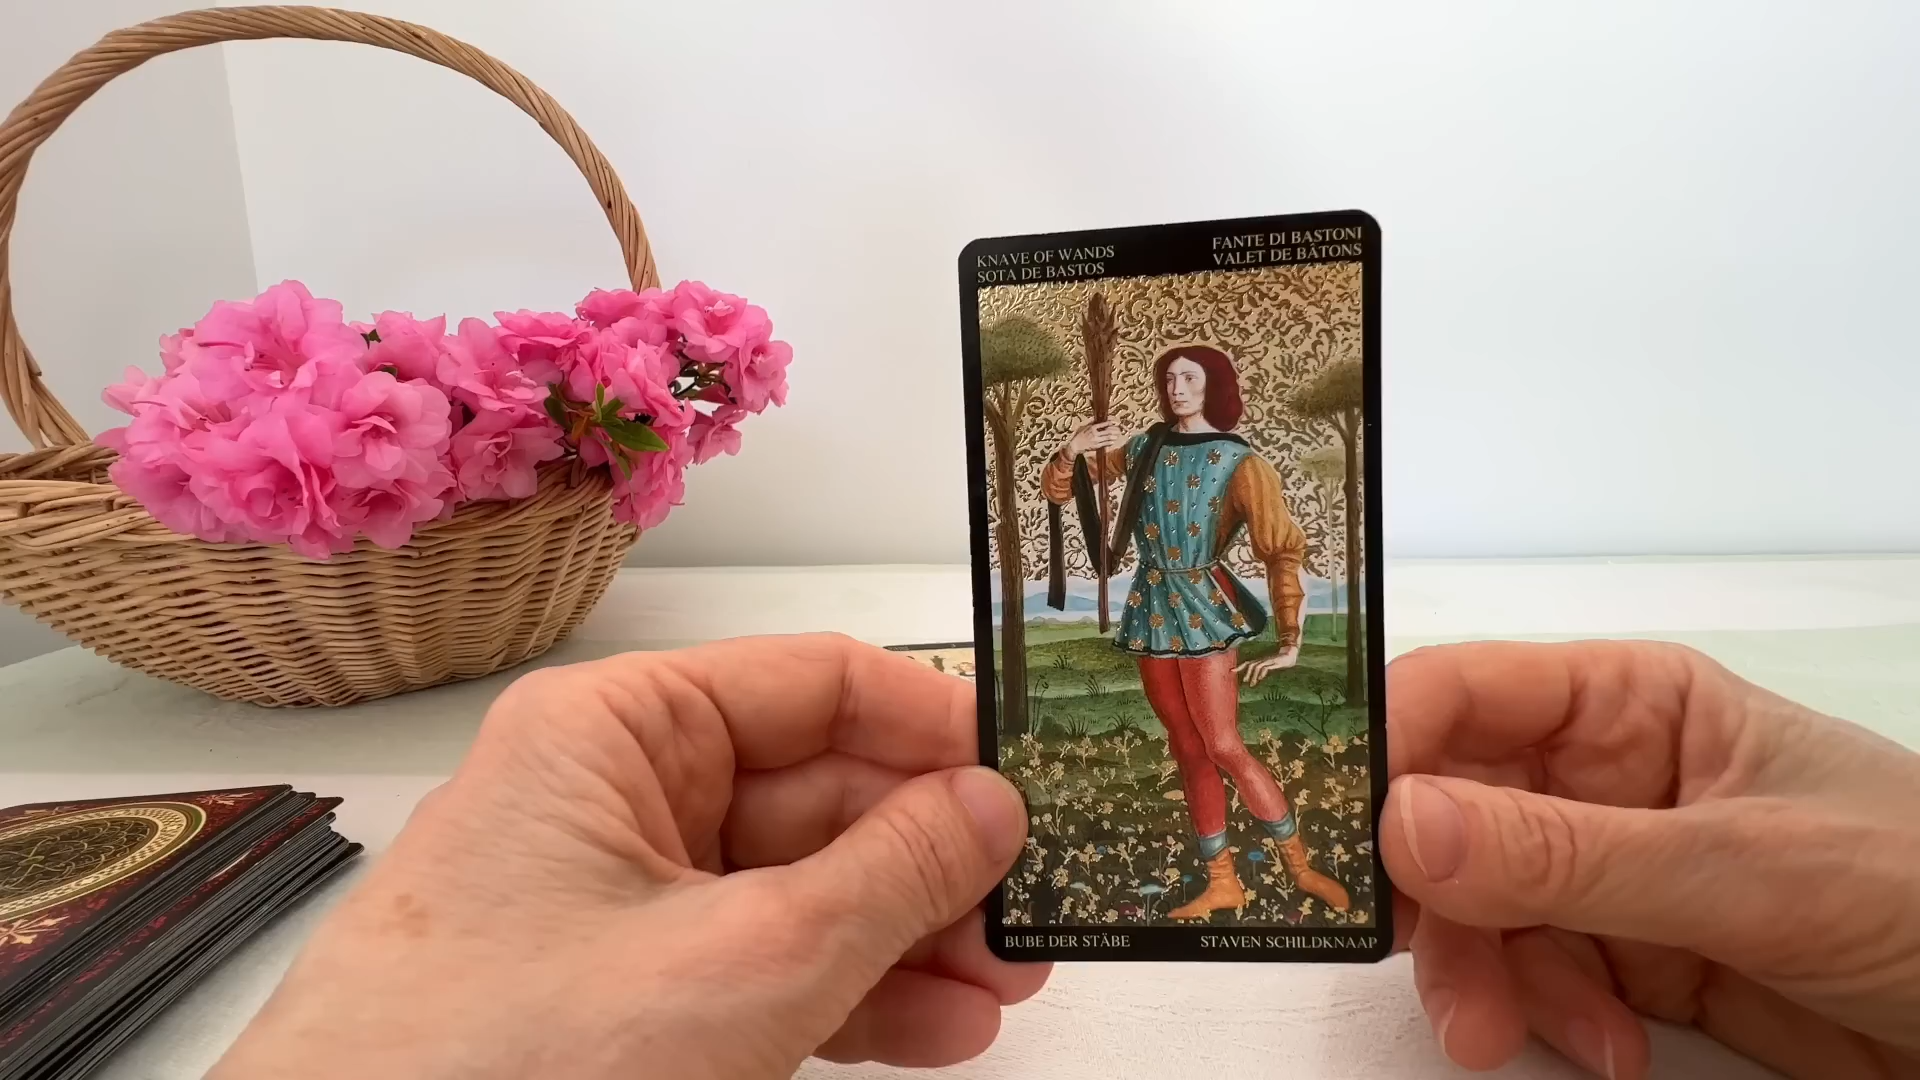 KNAVE OF WANDS
SOTA DE BASTOS
FANTE DI BASTONI
VALET DE BÂTONS
BUBE DER STÄBE
STAVEN SCHILDKNAAP